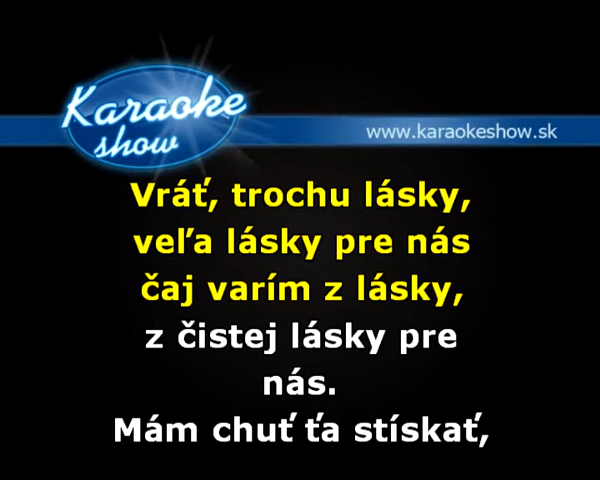 Karaoke
show
www.karaokeshow.sk
Vráť, trochu lásky,
veľa lásky pre nás
čaj varím z lásky,
z čistej lásky pre
nás.
Mám chuť ťa stískať,